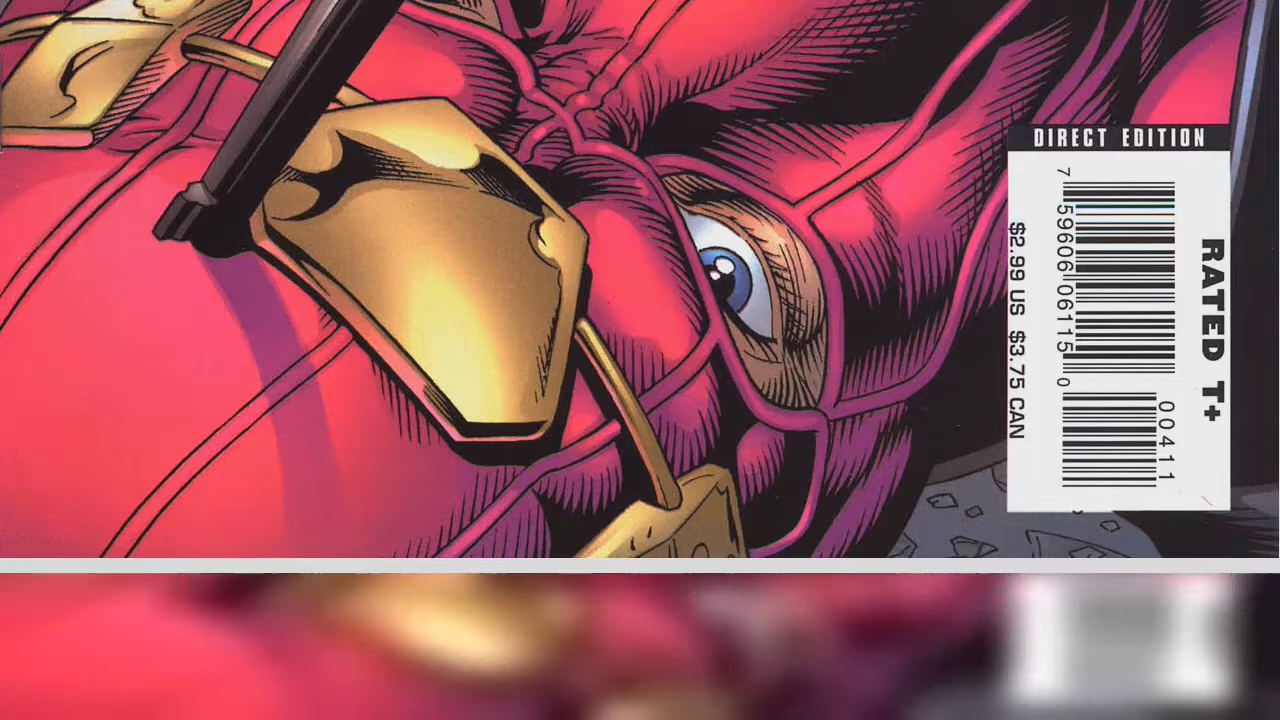 DIRECT EDITION
RATED T+
7 59606 06115 0
00411
$2.99 US $3.75 CAN